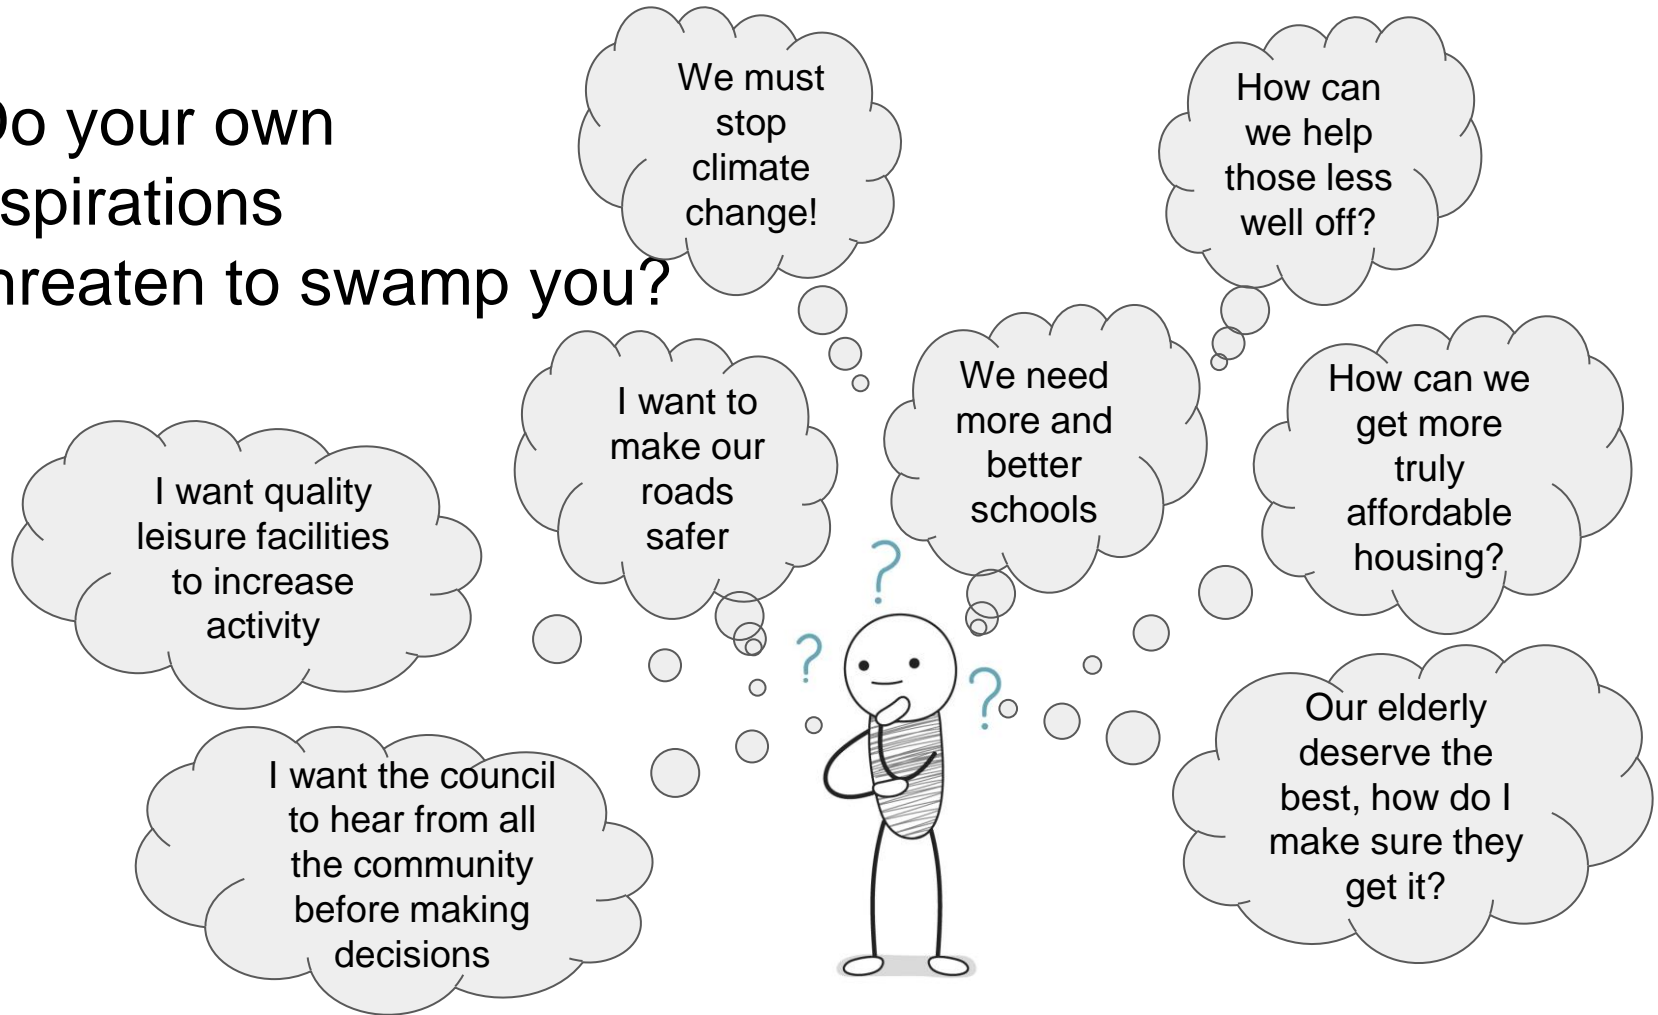 Do your own
spirations
hreaten to swamp you?
We must
stop
climate
change!
How can
we help
those less
well off?
I want to
make our
roads
safer
We need
more and
better
schools
How can we
get more
truly
affordable
housing?
I want quality
leisure facilities
to increase
activity
I want the council
to hear from all
the community
before making
decisions
Our elderly
deserve the
best, how do I
make sure they
get it?
?
?
?